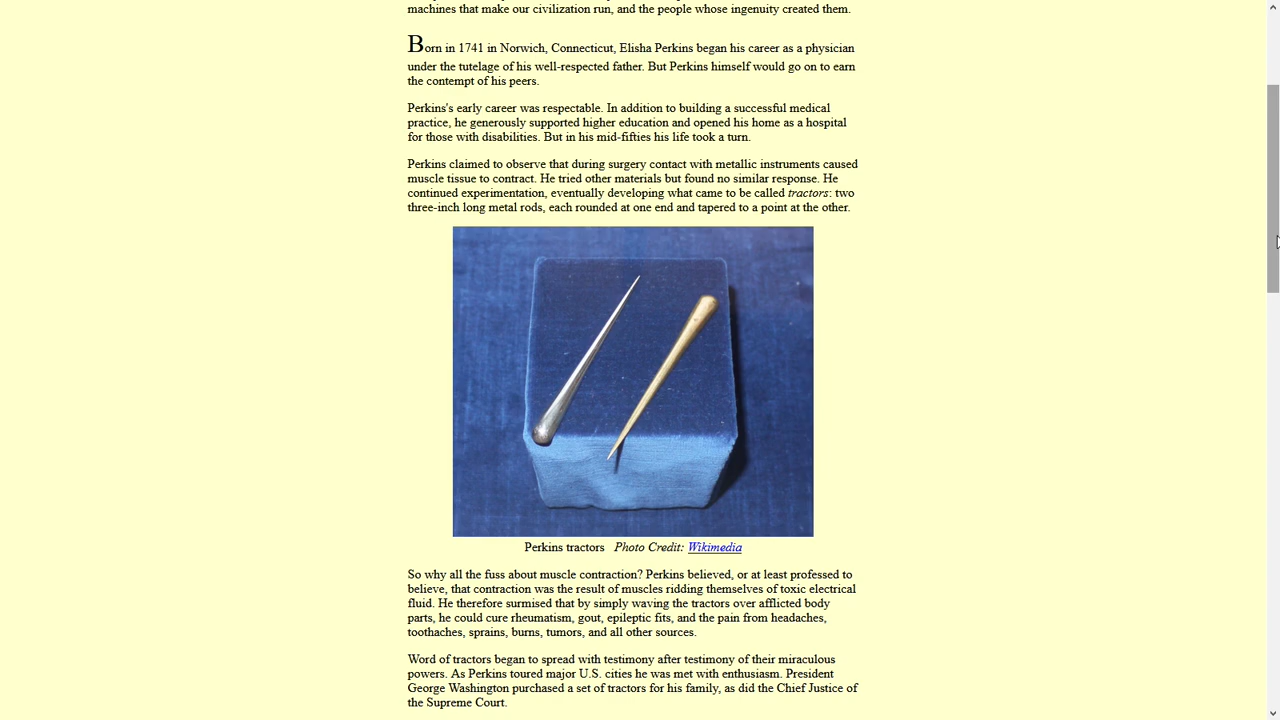 machines that make our civilization run, and the people whose ingenuity created them.
Born in 1741 in Norwich, Connecticut, Elisha Perkins began his career as a physician
under the tutelage of his well-respected father. But Perkins himself would go on to earn
the contempt of his peers.
Perkins's early career was respectable. In addition to building a successful medical
practice, he generously supported higher education and opened his home as a hospital
for those with disabilities. But in his mid-fifties his life took a turn.
Perkins claimed to observe that during surgery contact with metallic instruments caused
muscle tissue to contract. He tried other materials but found no similar response. He
continued experimentation, eventually developing what came to be called tractors: two
three-inch long metal rods, each rounded at one end and tapered to a point at the other.
Perkins tractors Photo Credit: Wikimedia
So why all the fuss about muscle contraction? Perkins believed, or at least professed to
believe, that contraction was the result of muscles ridding themselves of toxic electrical
fluid. He therefore surmised that by simply waving the tractors over afflicted body
parts, he could cure rheumatism, gout, epileptic fits, and the pain from headaches,
toothaches, sprains, burns, tumors, and all other sources.
Word of tractors began to spread with testimony after testimony of their miraculous
powers. As Perkins toured major U.S. cities he was met with enthusiasm. President
George Washington purchased a set of tractors for his family, as did the Chief Justice of
the Supreme Court.